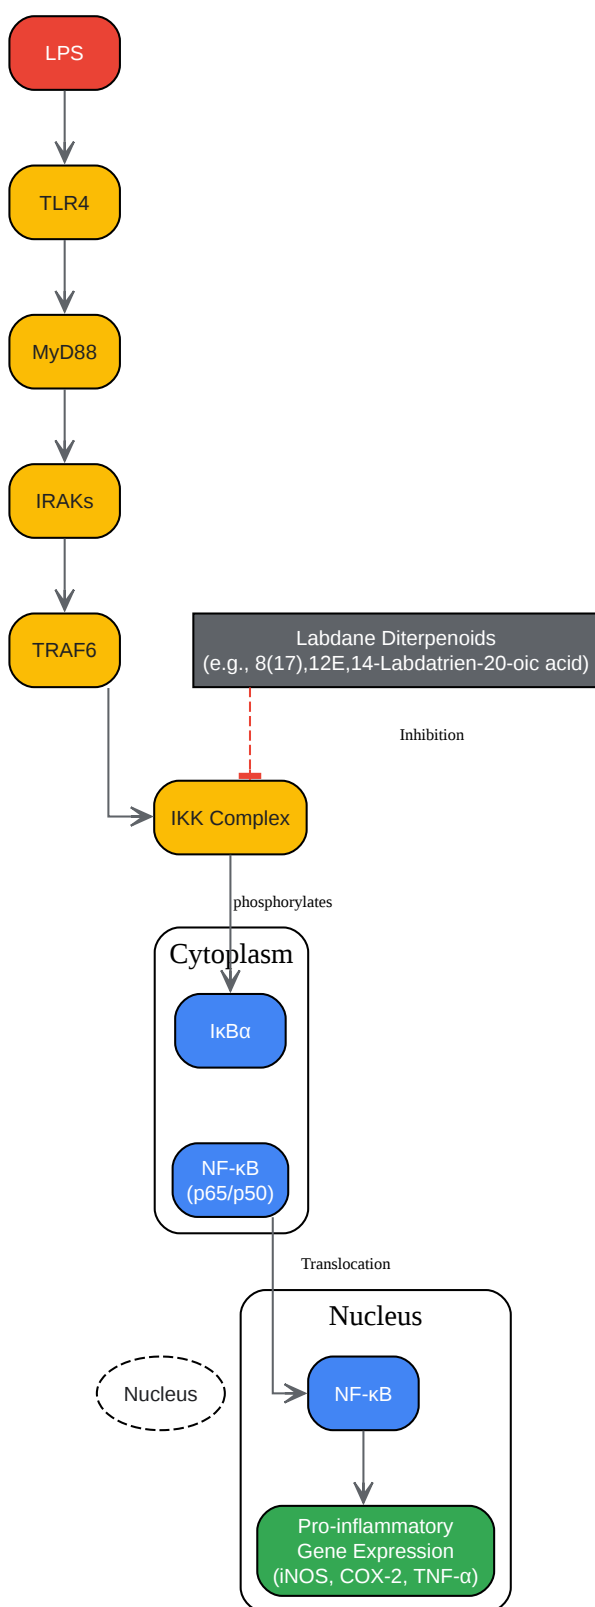 LPS
TLR4
MyD88
IRAKs
TRAF6
Labdane Diterpenoids
(e.g., 8(17),12E,14-Labdatrien-20-oic acid)
Inhibition
IKK Complex
phosphorylates
Cytoplasm
IκBα
NF-κB
(p65/p50)
Translocation
Nucleus
Nucleus
NF-κB
Pro-inflammatory
Gene Expression
(iNOS, COX-2, TNF-α)